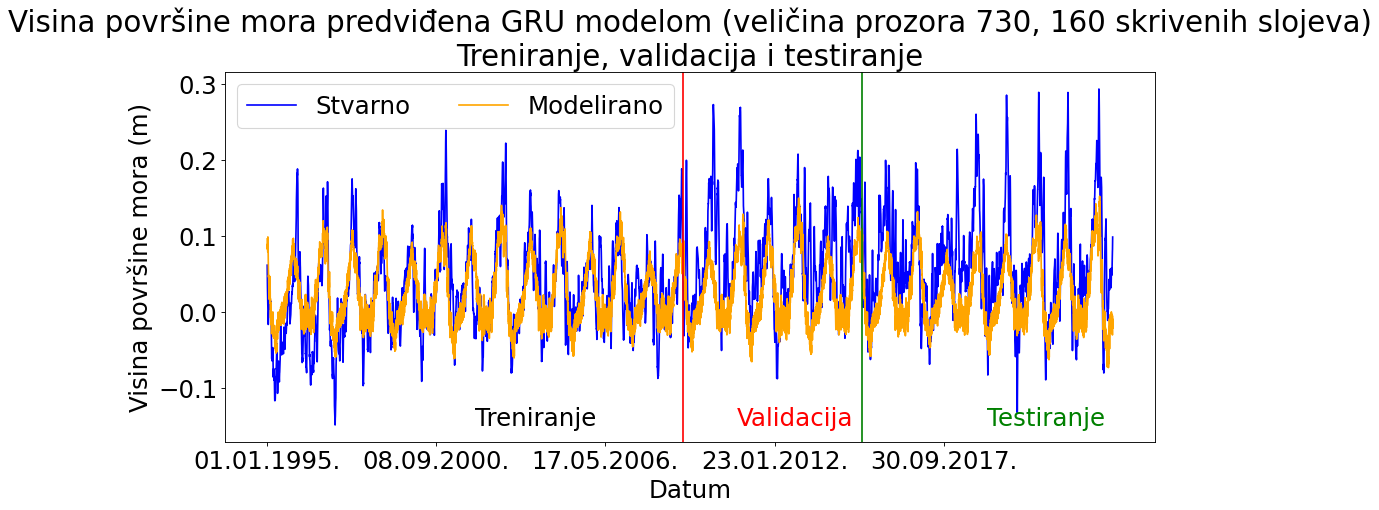 Visina površine mora predviđena GRU modelom (veličina prozora 730, 160 skrivenih slojeva)
Treniranje, validacija i testiranje
Stvarno
Modelirano
Visina površine mora (m)
0.3
0.2
0.1
0.0
−0.1
Treniranje
Validacija
Testiranje
01.01.1995.
08.09.2000.
17.05.2006.
23.01.2012.
30.09.2017.
Datum